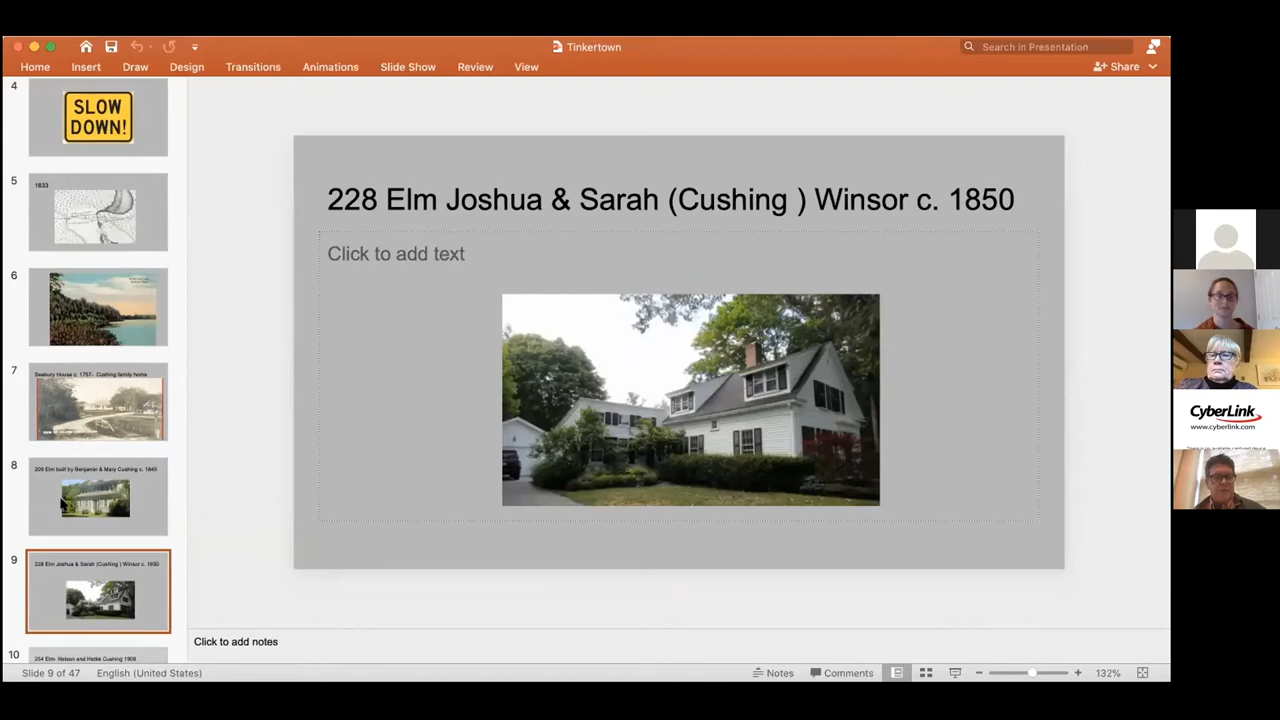 Tinkertown
Search in Presentation
Home
Insert
Draw
Design
Transitions
Animations
Slide Show
Review
View
Share
4
SLOW
DOWN!
5
1833
6
7
Seabury House c. 1757- Cushing family home
8
209 Elm built by Benjamin & Mary Cushing c. 1845
9
228 Elm Joshua & Sarah (Cushing ) Winsor c. 1850
10
254 Elm- Nelson and Hattie Cushing 1908
228 Elm Joshua & Sarah (Cushing ) Winsor c. 1850
Click to add text
Click to add notes
Slide 9 of 47
English (United States)
Notes
Comments
132%
CyberLink
www.cyberlink.com